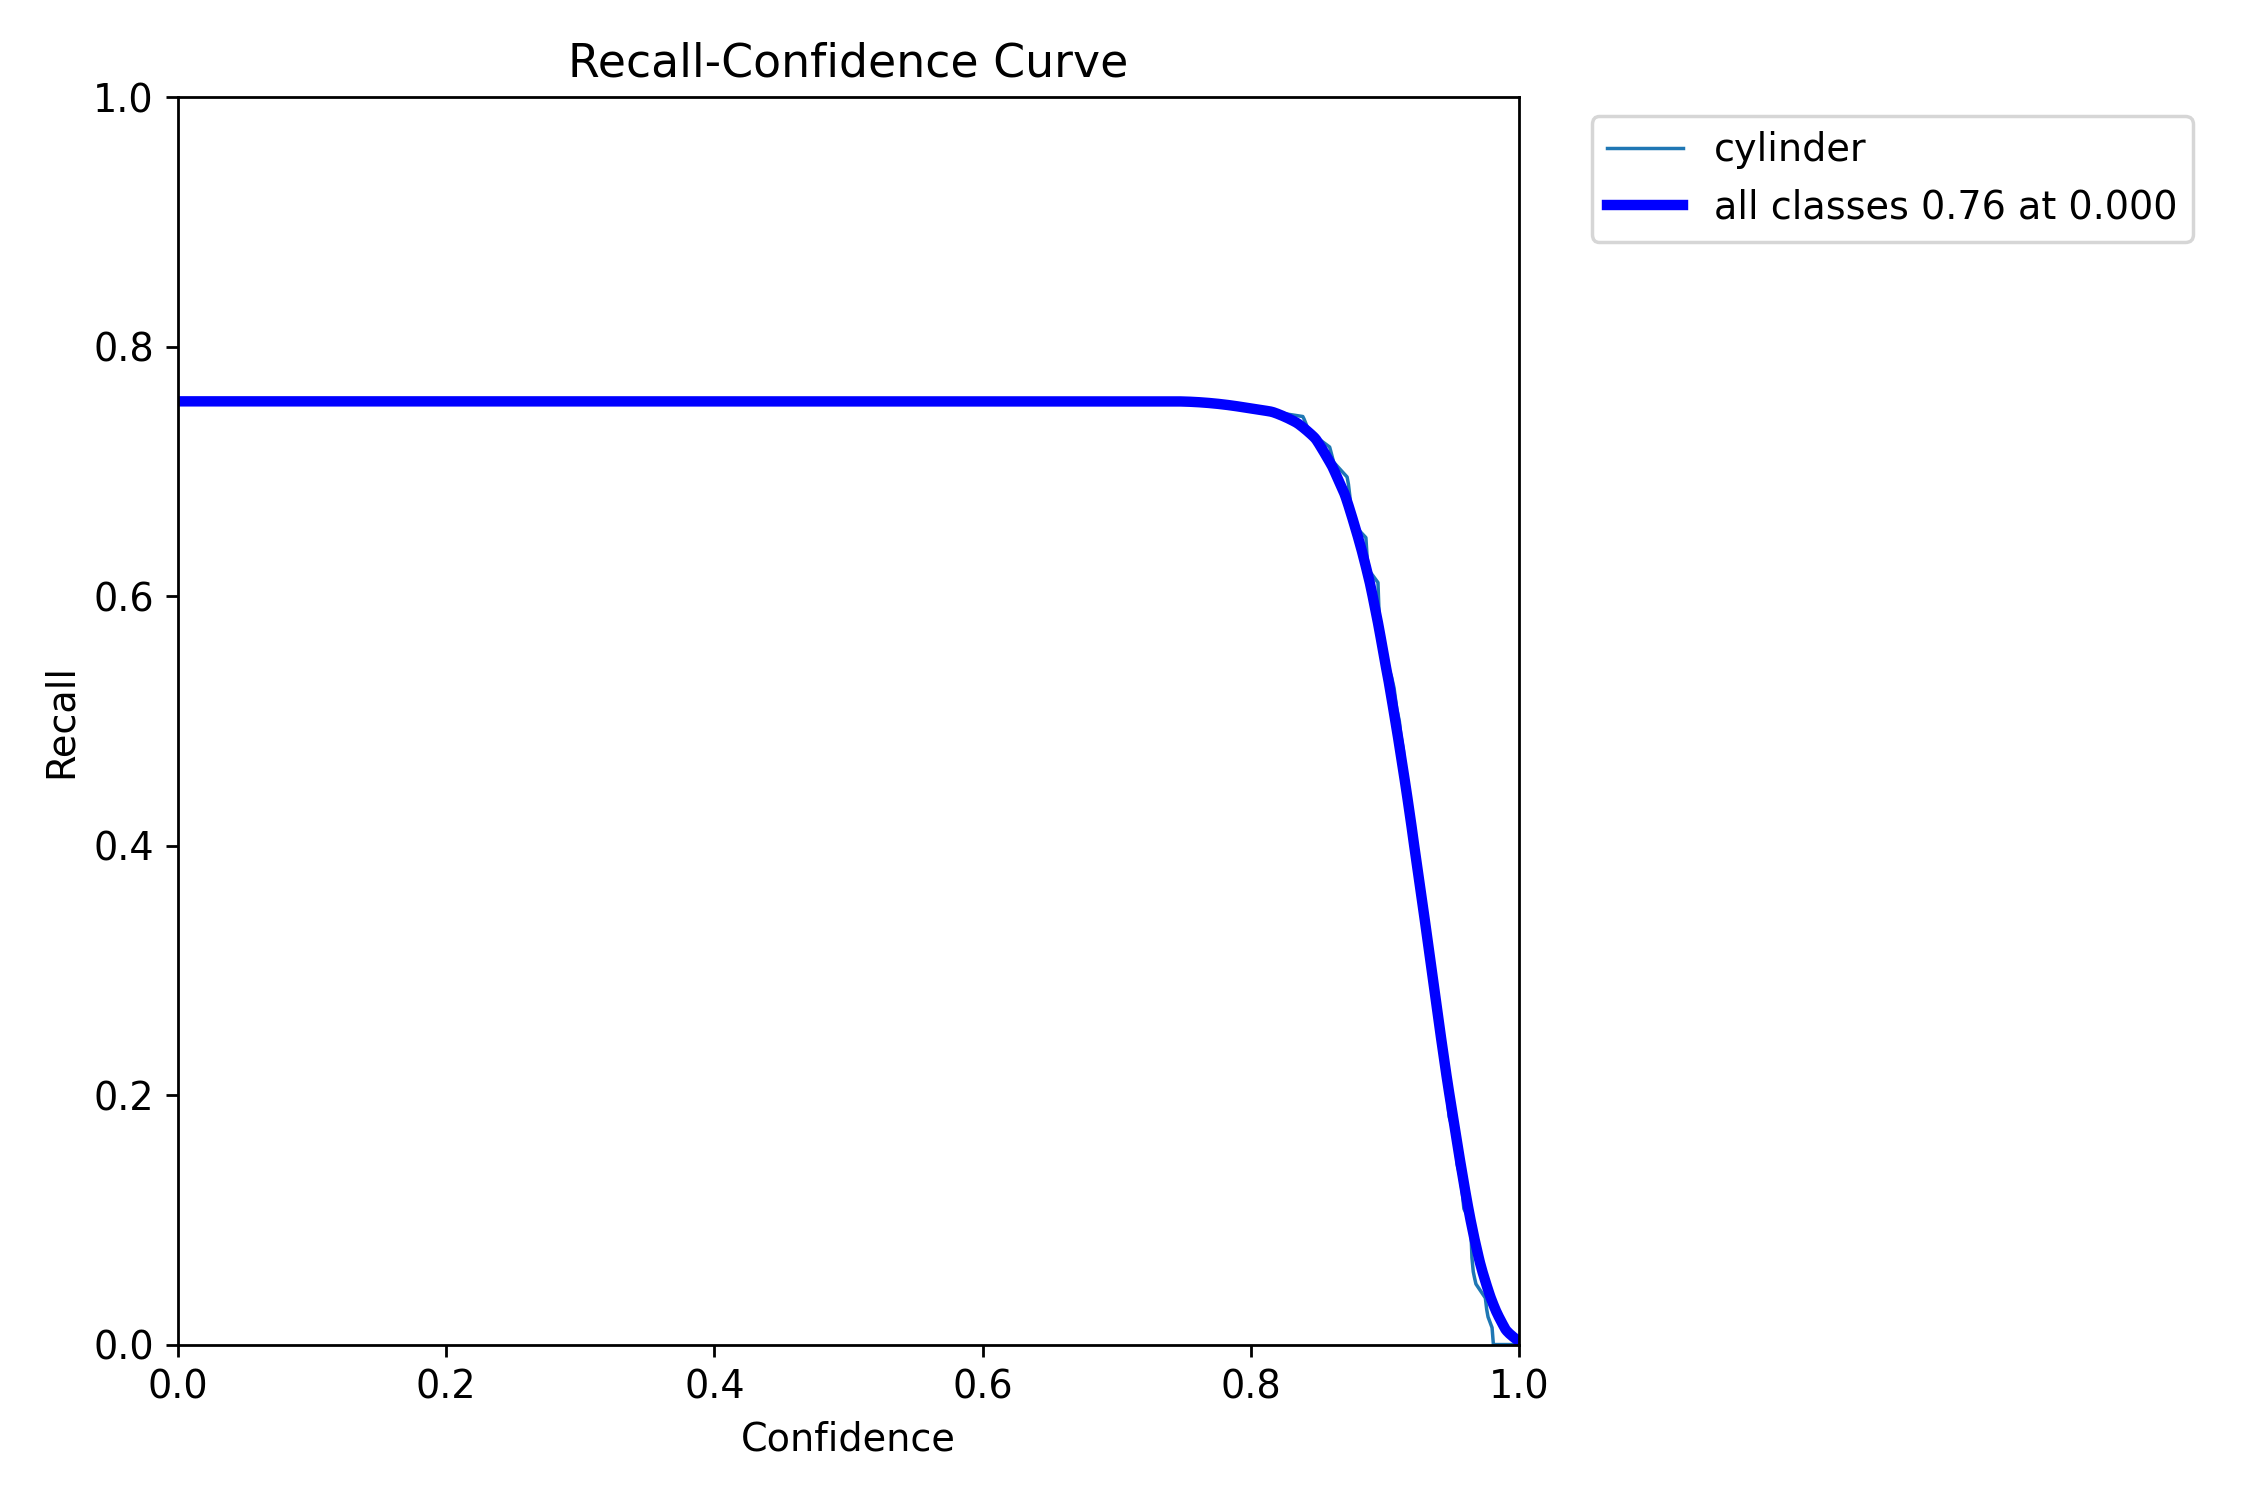 Recall-Confidence Curve
1.0
0.8
0.6
0.4
0.2
0.0
Recall
0.0 0.2 0.4 0.6 0.8 1.0
Confidence
cylinder
all classes 0.76 at 0.000